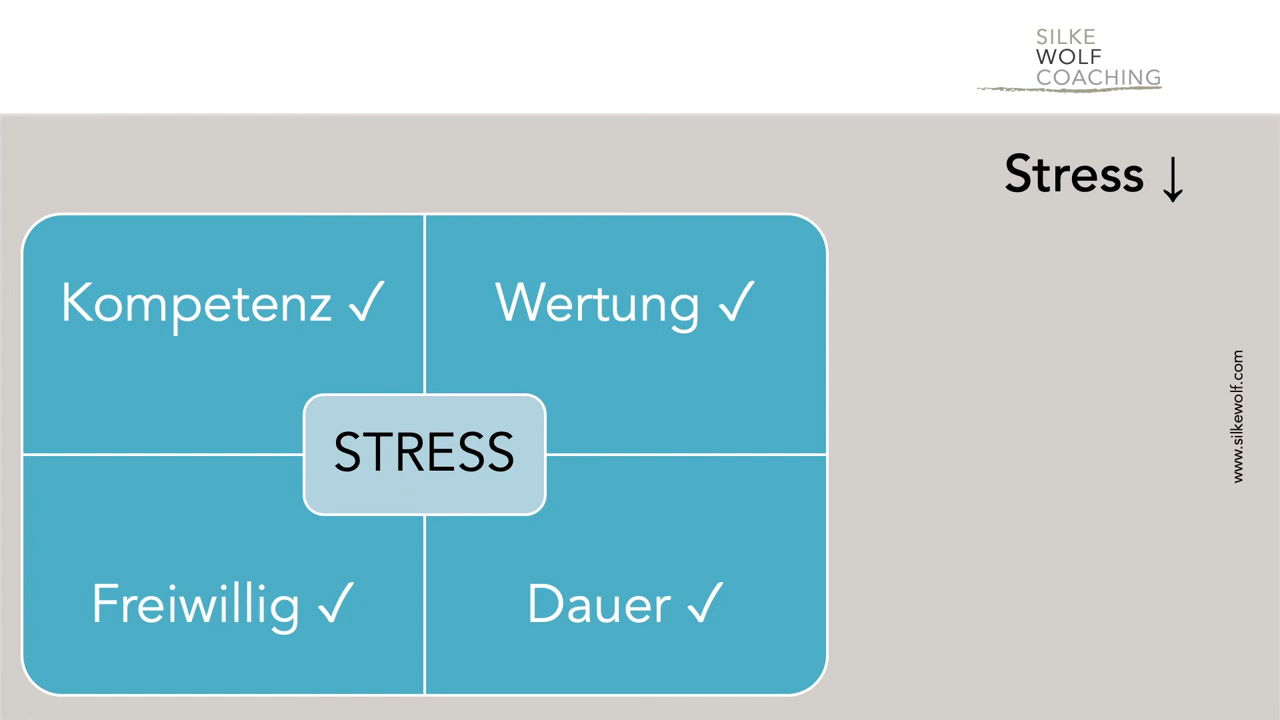 SILKE
WOLF
COACHING
Stress ↓
Kompetenz ✓
Wertung ✓
STRESS
Freiwillig ✓
Dauer ✓
www.silkewolf.com